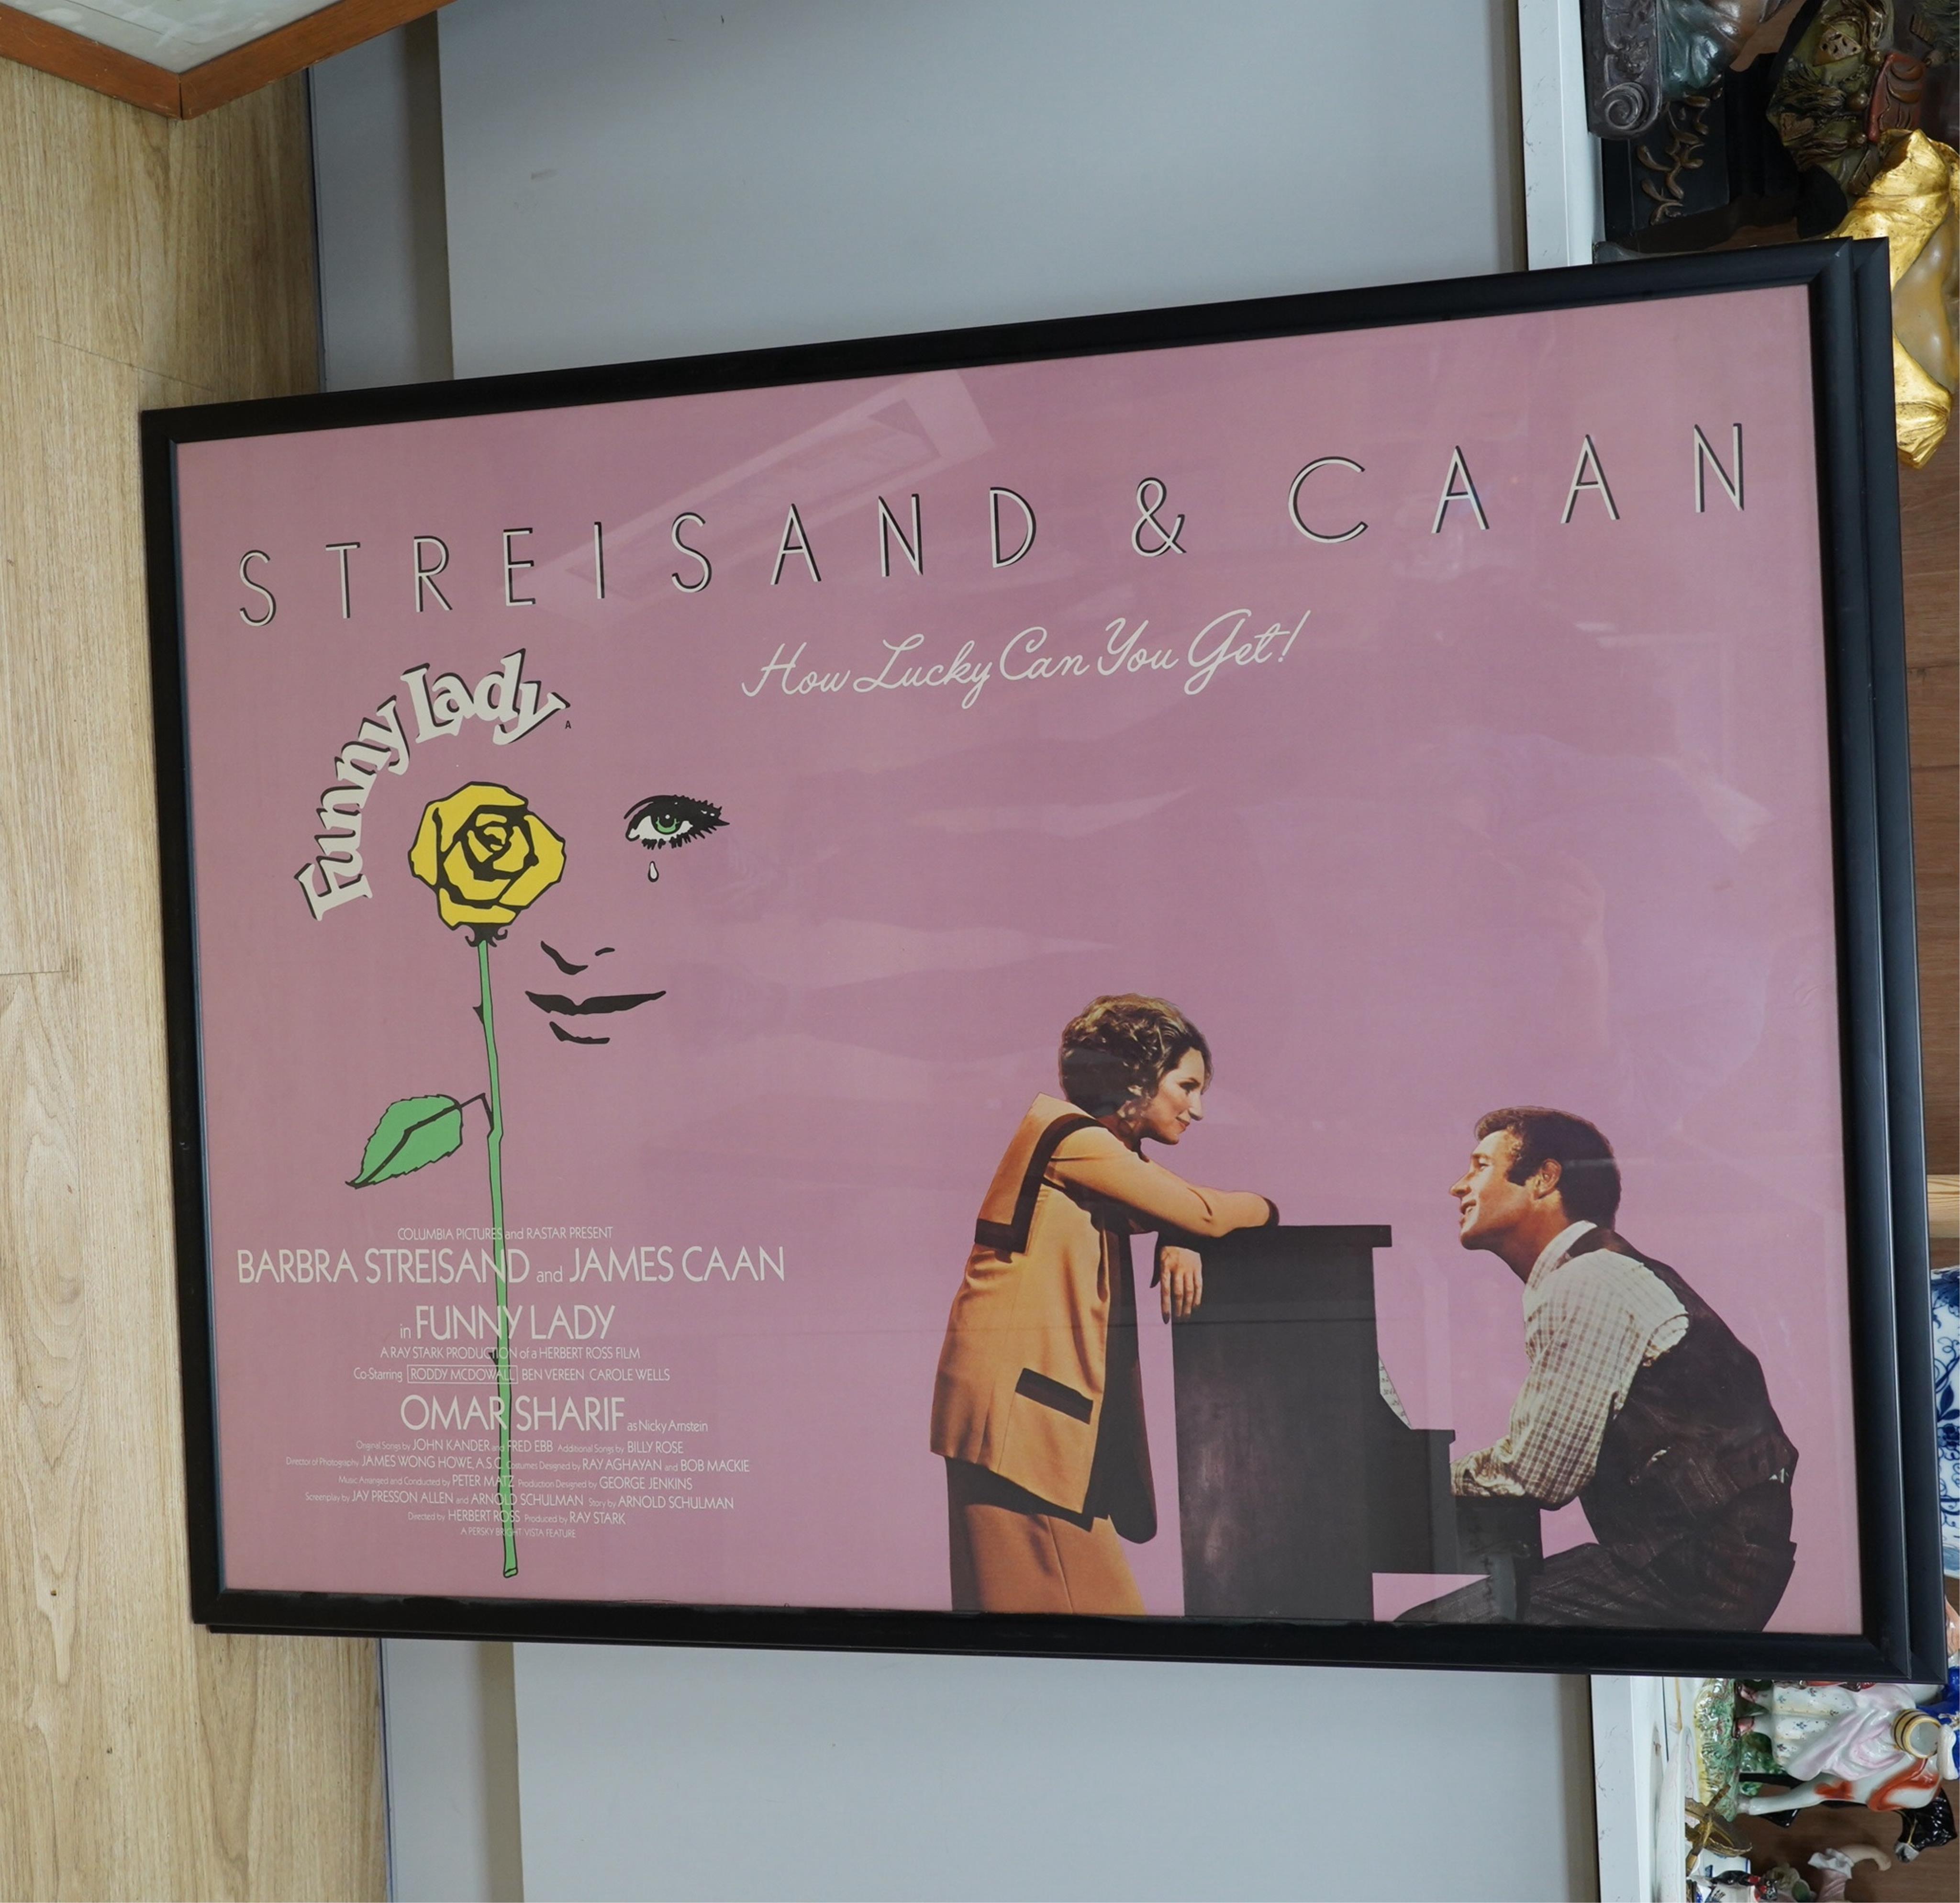 STREISAND & CAAN
How Lucky Can You Get!
Funny Lady
A
COLUMBIA PICTURES and RASTAR PRESENT
BARBRA STREISAND and JAMES CAAN
in FUNNY LADY
A RAY STARK PRODUCTION of a HERBERT ROSS FILM
Co-Starring RODDY MCDOWALL BEN VEREEN CAROLE WELLS
OMAR SHARIF as Nicky Arnstein
Original Songs by JOHN KANDER and FRED EBB Additional Songs by BILLY ROSE
Director of Photography JAMES WONG HOWE, A.S.C. Costumes Designed by RAY AGHAYAN and BOB MACKIE
Music Arranged and Conducted by PETER MATZ Production Designed by GEORGE JENKINS
Screenplay by JAY PRESSON ALLEN and ARNOLD SCHULMAN Story by ARNOLD SCHULMAN
Directed by HERBERT ROSS Produced by RAY STARK
A PERSKY BRIGHT VISTA FEATURE